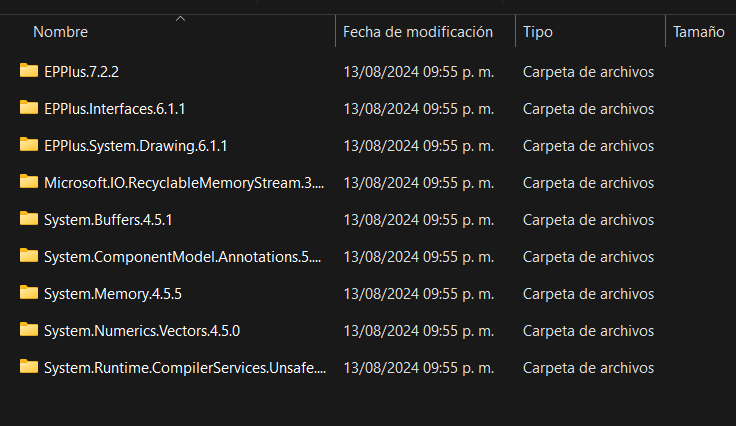 Nombre Fecha de modificación Tipo Tamaño
EPPlus.7.2.2 13/08/2024 09:55 p. m. Carpeta de archivos
EPPlus.Interfaces.6.1.1 13/08/2024 09:55 p. m. Carpeta de archivos
EPPlus.System.Drawing.6.1.1 13/08/2024 09:55 p. m. Carpeta de archivos
Microsoft.IO.RecyclableMemoryStream.3.... 13/08/2024 09:55 p. m. Carpeta de archivos
System.Buffers.4.5.1 13/08/2024 09:55 p. m. Carpeta de archivos
System.ComponentModel.Annotations.5.... 13/08/2024 09:55 p. m. Carpeta de archivos
System.Memory.4.5.5 13/08/2024 09:55 p. m. Carpeta de archivos
System.Numerics.Vectors.4.5.0 13/08/2024 09:55 p. m. Carpeta de archivos
System.Runtime.CompilerServices.Unsafe.... 13/08/2024 09:55 p. m. Carpeta de archivos